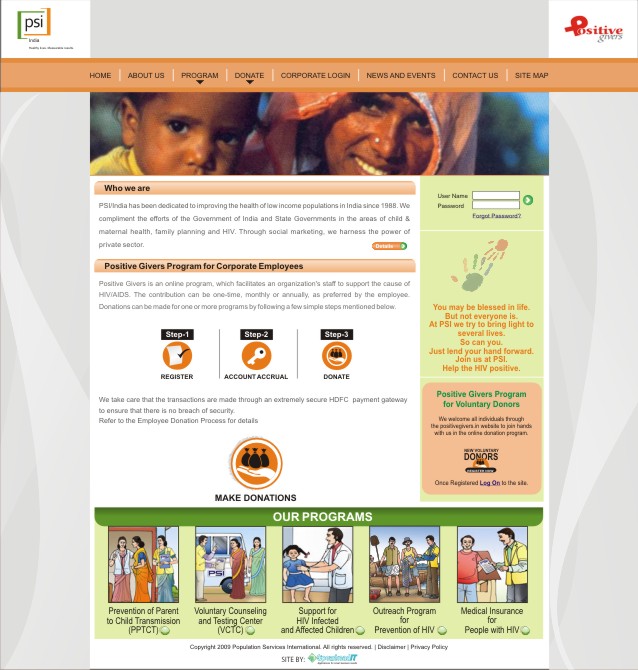 psi
India
Healthy lives. Measurable results.
Positive
givers
HOME | ABOUT US | PROGRAM | DONATE | CORPORATE LOGIN | NEWS AND EVENTS | CONTACT US | SITE MAP
Who we are
PSI/India has been dedicated to improving the health of low income populations in India since 1988. We
compliment the efforts of the Government of India and State Governments in the areas of child &
maternal health, family planning and HIV. Through social marketing, we harness the power of
private sector.
Details
User Name
Password
Forgot Password?
Positive Givers Program for Corporate Employees
Positive Givers is an online program, which facilitates an organization's staff to support the cause of
HIV/AIDS. The contribution can be one-time, monthly or annually, as preferred by the employee.
Donations can be made for one or more programs by following a few simple steps mentioned below.
Step-1 Step-2 Step-3
REGISTER ACCOUNT ACCRUAL DONATE
We take care that the transactions are made through an extremely secure HDFC payment gateway
to ensure that there is no breach of security.
Refer to the Employee Donation Process for details
MAKE DONATIONS
You may be blessed in life.
But not everyone is.
At PSI we try to bring light to
several lives.
So can you.
Just lend your hand forward.
Join us at PSI.
Help the HIV positive.
Positive Givers Program
for Voluntary Donors
We welcome all individuals through
the positivegivers.in website to join hands
with us in the online donation program.
NEW VOLUNTARY
DONORS
REGISTER NOW
Once Registered Log On to the site.
OUR PROGRAMS
PSI
Prevention of Parent
to Child Transmission
(PPTCT)
Voluntary Counseling
and Testing Center
(VCTC)
Support for
HIV Infected
and Affected Children
Outreach Program
for
Prevention of HIV
Medical Insurance
for
People with HIV
Copyright 2009 Population Services International. All rights reserved. | Disclaimer | Privacy Policy
SITE BY: